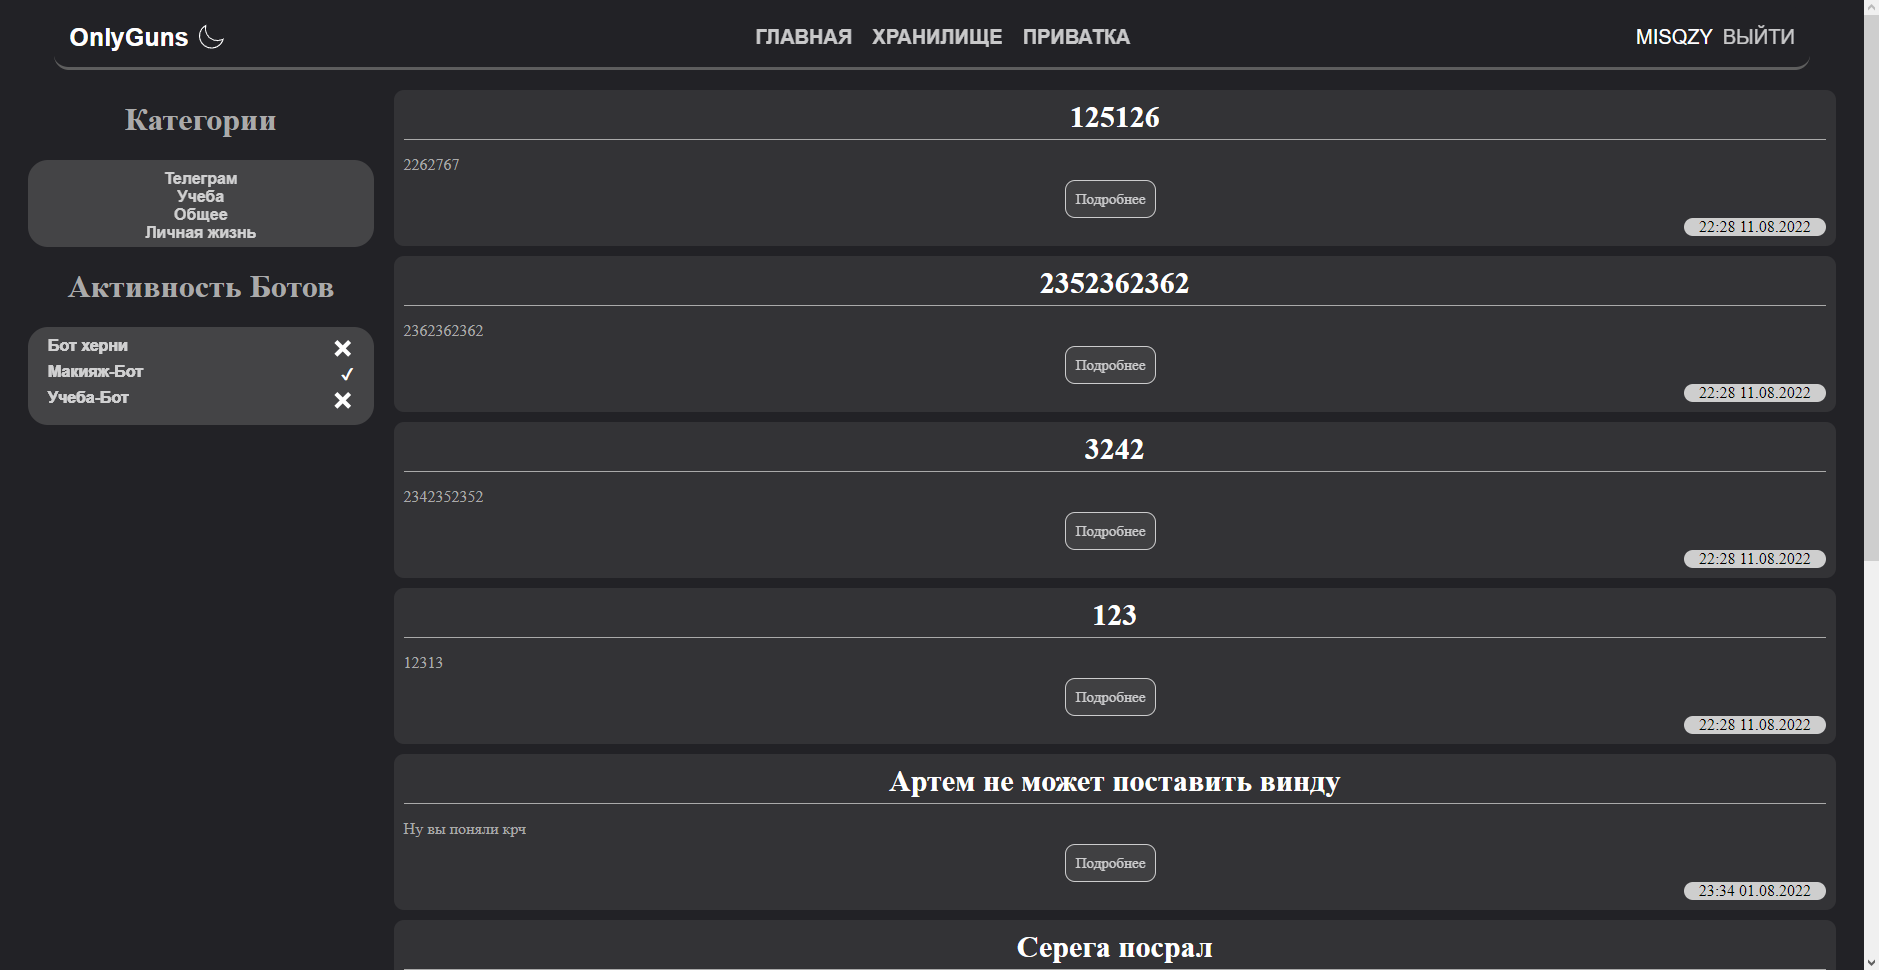 OnlyGuns
ГЛАВНАЯ ХРАНИЛИЩЕ ПРИВАТКА
MISQZY ВЫЙТИ
Категории
Телеграм
Учеба
Общее
Личная жизнь
Активность Ботов
Бот херни
Макияж-Бот
Учеба-Бот
125126
2262767
Подробнее
22:28 11.08.2022
2352362362
2362362362
Подробнее
22:28 11.08.2022
3242
2342352352
Подробнее
22:28 11.08.2022
123
12313
Подробнее
22:28 11.08.2022
Артем не может поставить винду
Ну вы поняли крч
Подробнее
23:34 01.08.2022
Серега посрал